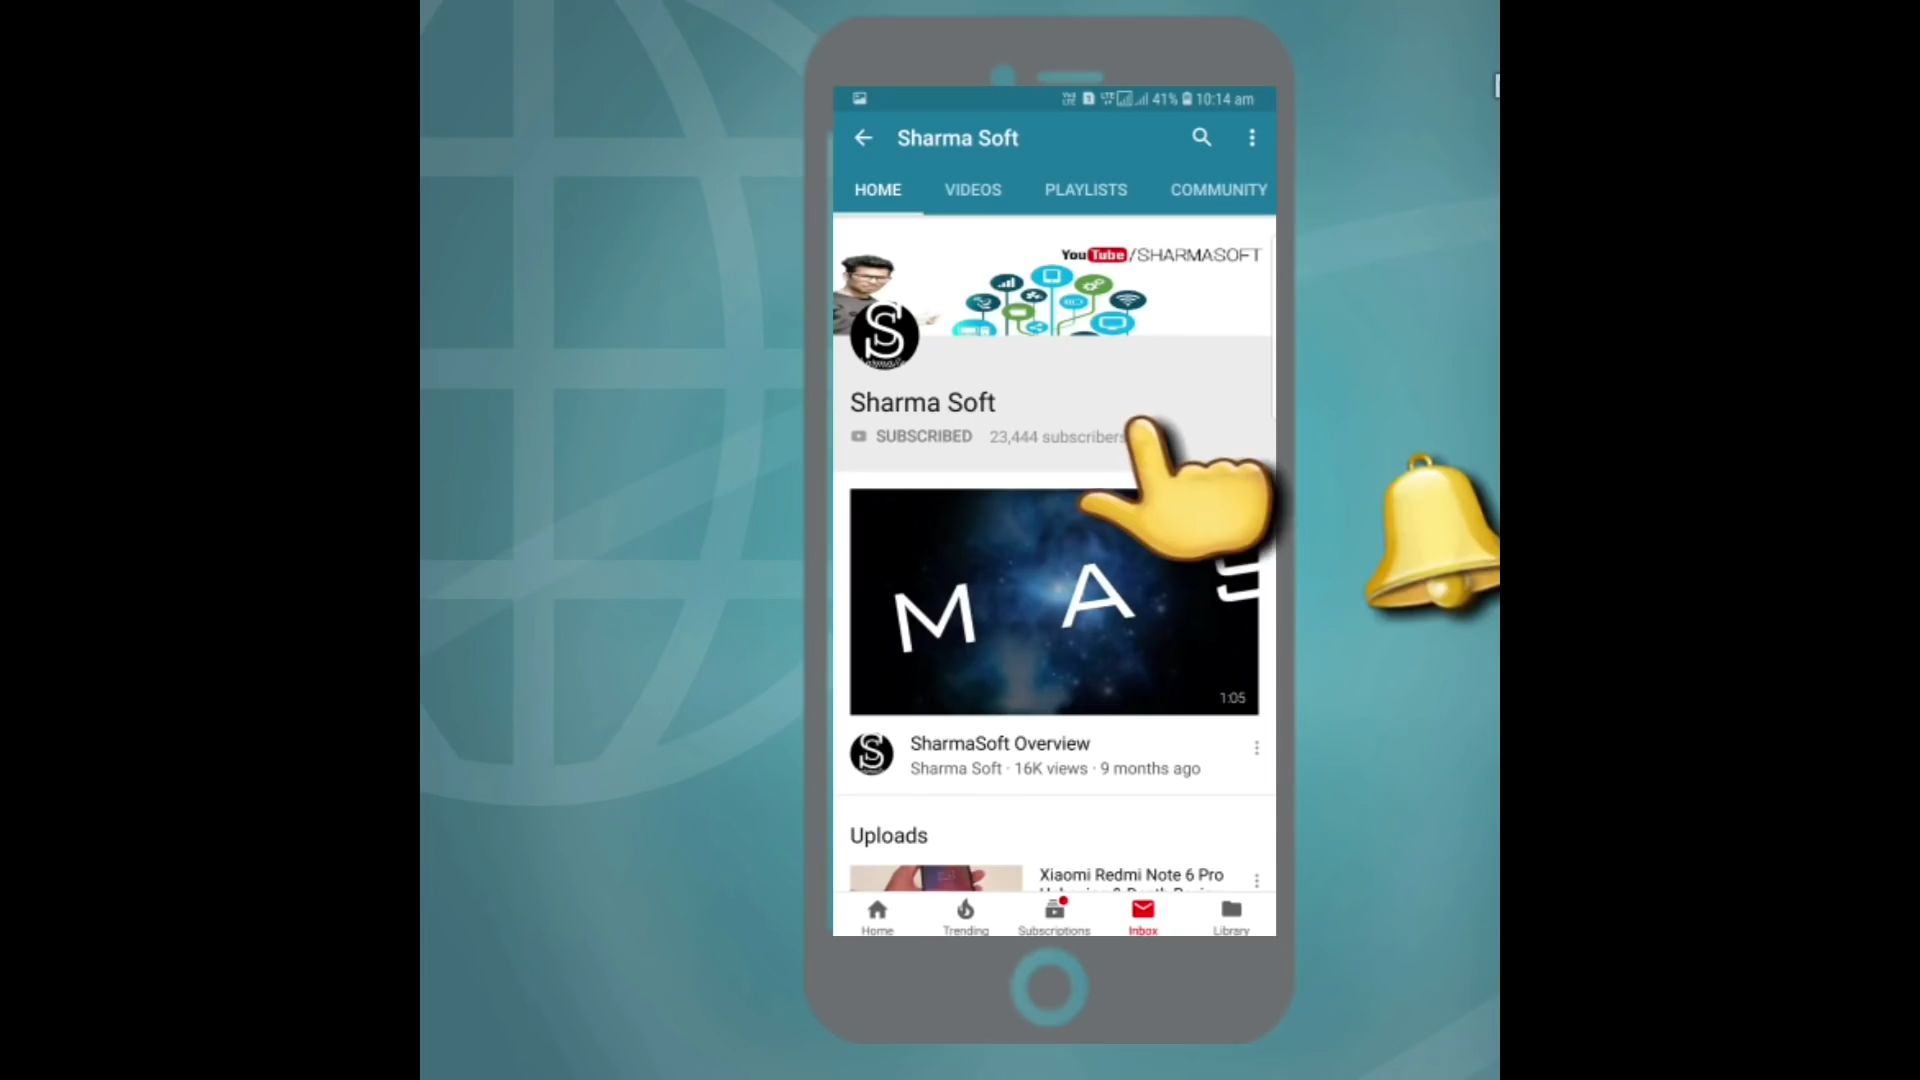 41% 10:14 am
Sharma Soft
HOME VIDEOS PLAYLISTS COMMUNITY
YouTube/SHARMASOFT
S
Sharma Soft
SUBSCRIBED 23,444 subscribers
M A S
1:05
S
SharmaSoft Overview
Sharma Soft · 16K views · 9 months ago
Uploads
Xiaomi Redmi Note 6 Pro
Home Trending Subscriptions Inbox Library